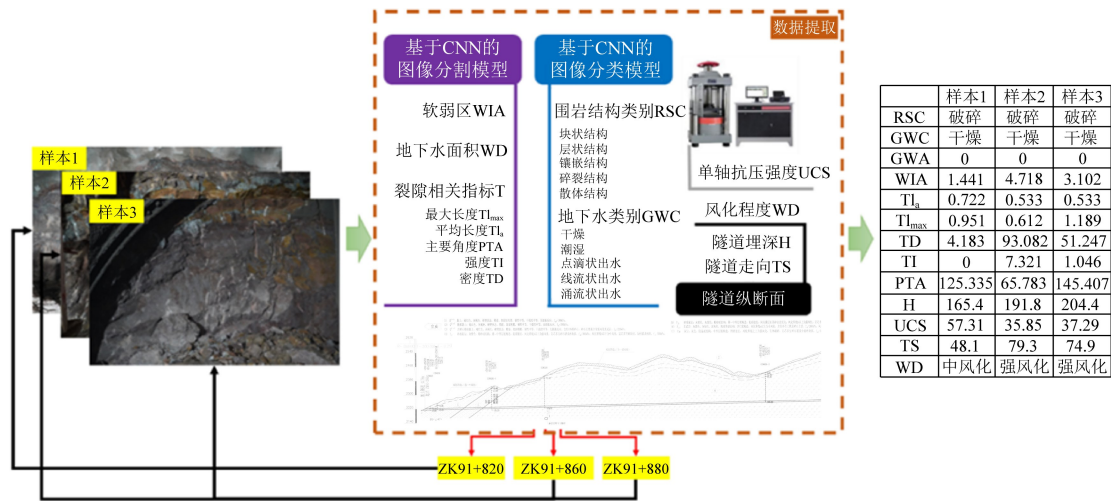 样本1
样本2
样本3
数据提取
基于CNN的
图像分割模型
软弱区WIA
地下水面积WD
裂隙相关指标T
最大长度TlmaX
平均长度Tla
主要角度PTA
强度TI
密度TD
基于CNN的
图像分类模型
围岩结构类别RSC
块状结构
层状结构
镶嵌结构
碎裂结构
散体结构
地下水类别GWC
干燥
潮湿
点滴状出水
线流状出水
涌流状出水
单轴抗压强度UCS
风化程度WD
隧道埋深H
隧道走向TS
隧道纵断面
ZK91+820 ZK91+860 ZK91+880
样本1 样本2 样本3
RSC 破碎 破碎 破碎
GWC 干燥 干燥 干燥
GWA 0 0 0
WIA 1.441 4.718 3.102
Tla 0.722 0.533 0.533
Tlmax 0.951 0.612 1.189
TD 4.183 93.082 51.247
TI 0 7.321 1.046
PTA 125.335 65.783 145.407
H 165.4 191.8 204.4
UCS 57.31 35.85 37.29
TS 48.1 79.3 74.9
WD 中风化 强风化 强风化